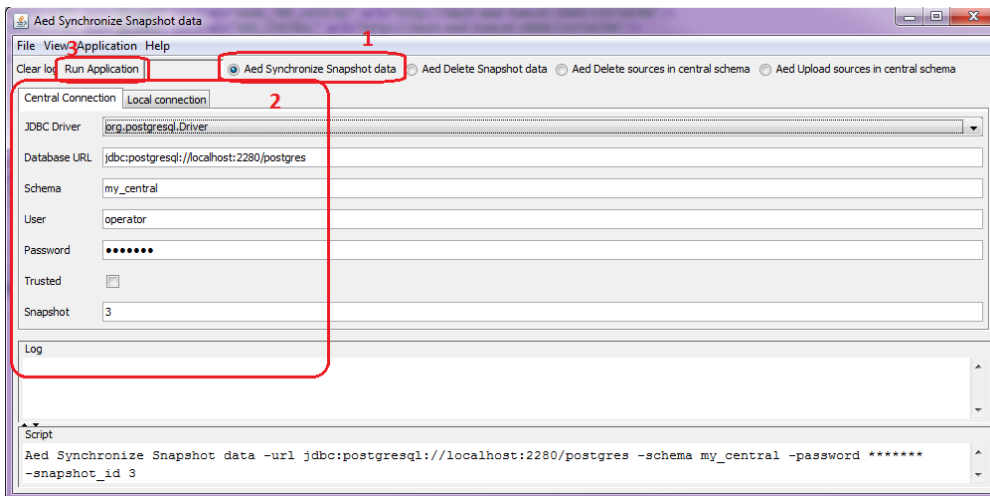 Aed Synchronize Snapshot data
File View Application Help
1
3
Clear log Run Application Aed Synchronize Snapshot data Aed Delete Snapshot data Aed Delete sources in central schema Aed Upload sources in central schema
Central Connection Local connection
2
JDBC Driver org.postgresql.Driver
Database URL jdbc:postgresql://localhost:2280/postgres
Schema my_central
User operator
Password •••••••
Trusted
Snapshot 3
Log
Script
Aed Synchronize Snapshot data -url jdbc:postgresql://localhost:2280/postgres -schema my_central -password *******
-snapshot_id 3